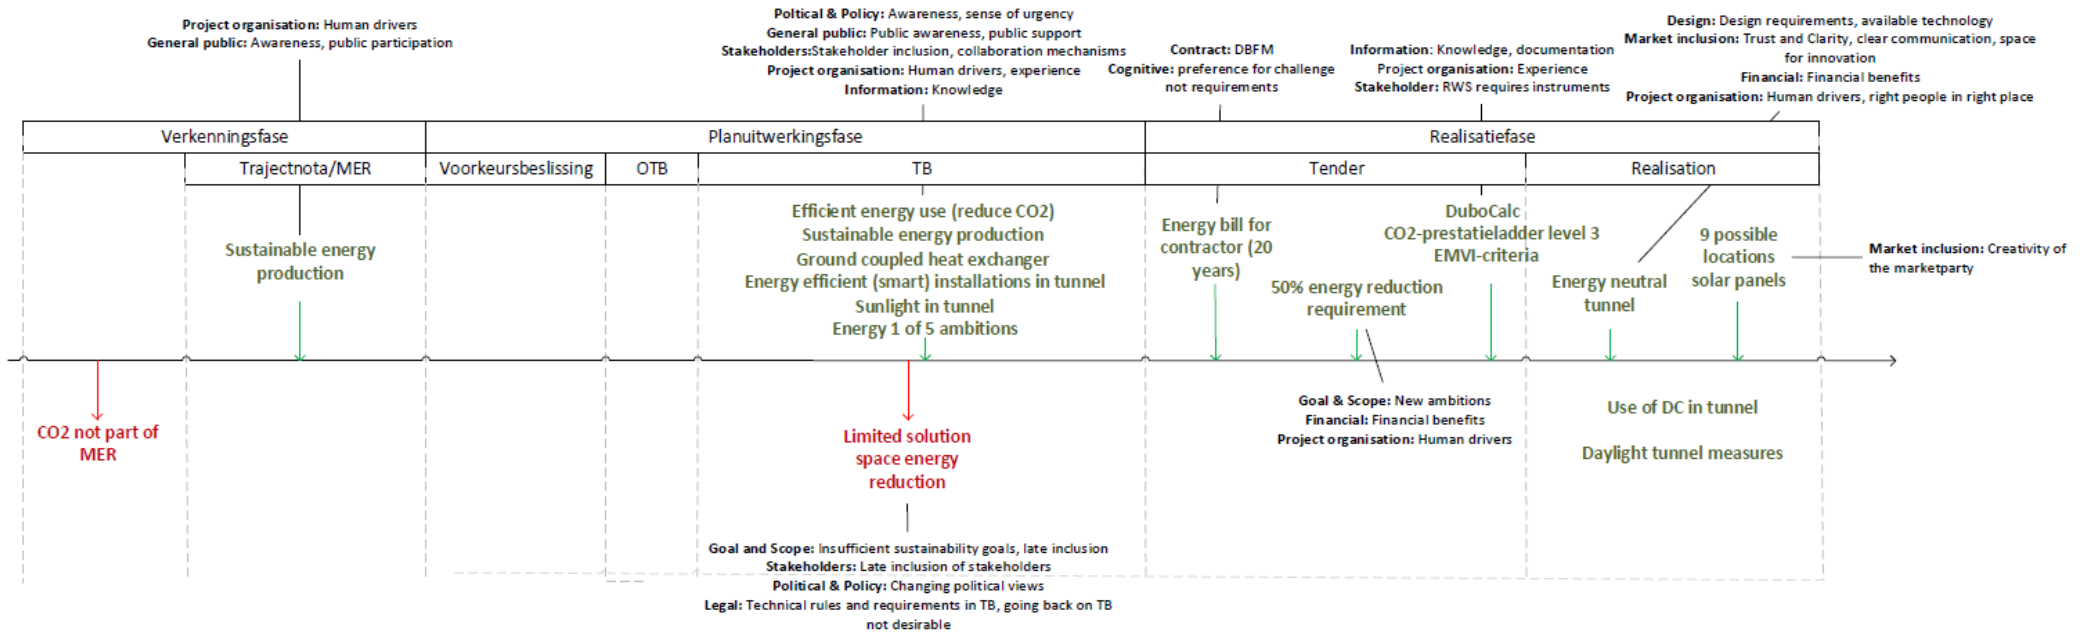 Project organisation: Human drivers
General public: Awareness, public participation
Poltical & Policy: Awareness, sense of urgency
General public: Public awareness, public support
Stakeholders:Stakeholder inclusion, collaboration mechanisms
Project organisation: Human drivers, experience
Information: Knowledge
Contract: DBFM
Cognitive: preference for challenge
not requirements
Information: Knowledge, documentation
Project organisation: Experience
Stakeholder: RWS requires instruments
Design: Design requirements, available technology
Market inclusion: Trust and Clarity, clear communication, space
for innovation
Financial: Financial benefits
Project organisation: Human drivers, right people in right place
Verkenningsfase
Planuitwerkingsfase
Realisatiefase
Trajectnota/MER
Voorkeursbeslissing
OTB
TB
Tender
Realisation
Sustainable energy
production
Efficient energy use (reduce CO2)
Sustainable energy production
Ground coupled heat exchanger
Energy efficient (smart) installations in tunnel
Sunlight in tunnel
Energy 1 of 5 ambitions
Energy bill for
contractor (20
years)
50% energy reduction
requirement
DuboCalc
CO2-prestatieladder level 3
EMVI-criteria
Energy neutral
tunnel
9 possible
locations
solar panels
Market inclusion: Creativity of
the marketparty
CO2 not part of
MER
Limited solution
space energy
reduction
Goal & Scope: New ambitions
Financial: Financial benefits
Project organisation: Human drivers
Use of DC in tunnel
Daylight tunnel measures
Goal and Scope: Insufficient sustainability goals, late inclusion
Stakeholders: Late inclusion of stakeholders
Political & Policy: Changing political views
Legal: Technical rules and requirements in TB, going back on TB
not desirable